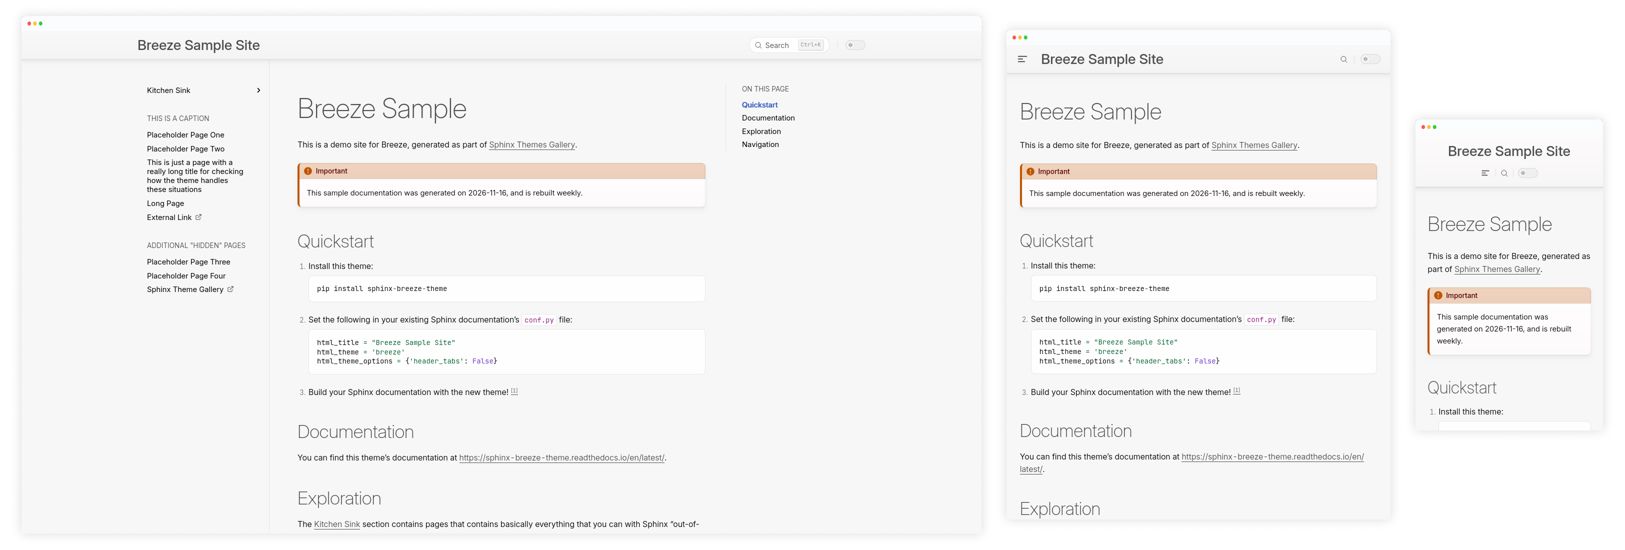 Breeze Sample Site
Search Ctrl+K
Kitchen Sink
THIS IS A CAPTION
Placeholder Page One
Placeholder Page Two
This is just a page with a
really long title for checking
how the theme handles
these situations
Long Page
External Link
ADDITIONAL "HIDDEN" PAGES
Placeholder Page Three
Placeholder Page Four
Sphinx Theme Gallery
Breeze Sample
This is a demo site for Breeze, generated as part of Sphinx Themes Gallery.
Important
This sample documentation was generated on 2026-11-16, and is rebuilt weekly.
Quickstart
1. Install this theme:
pip install sphinx-breeze-theme
2. Set the following in your existing Sphinx documentation's conf.py file:
html_title = "Breeze Sample Site"
html_theme = 'breeze'
html_theme_options = {'header_tabs': False}
3. Build your Sphinx documentation with the new theme! [1]
Documentation
You can find this theme's documentation at https://sphinx-breeze-theme.readthedocs.io/en/latest/.
Exploration
The Kitchen Sink section contains pages that contains basically everything that you can with Sphinx "out-of-
ON THIS PAGE
Quickstart
Documentation
Exploration
Navigation
Breeze Sample Site
Breeze Sample
This is a demo site for Breeze, generated as part of Sphinx Themes Gallery.
Important
This sample documentation was generated on 2026-11-16, and is rebuilt weekly.
Quickstart
1. Install this theme:
pip install sphinx-breeze-theme
2. Set the following in your existing Sphinx documentation's conf.py file:
html_title = "Breeze Sample Site"
html_theme = 'breeze'
html_theme_options = {'header_tabs': False}
3. Build your Sphinx documentation with the new theme! [1]
Documentation
You can find this theme's documentation at https://sphinx-breeze-theme.readthedocs.io/en/
latest/.
Exploration
Breeze Sample Site
Breeze Sample
This is a demo site for Breeze, generated as
part of Sphinx Themes Gallery.
Important
This sample documentation was
generated on 2026-11-16, and is rebuilt
weekly.
Quickstart
1. Install this theme: